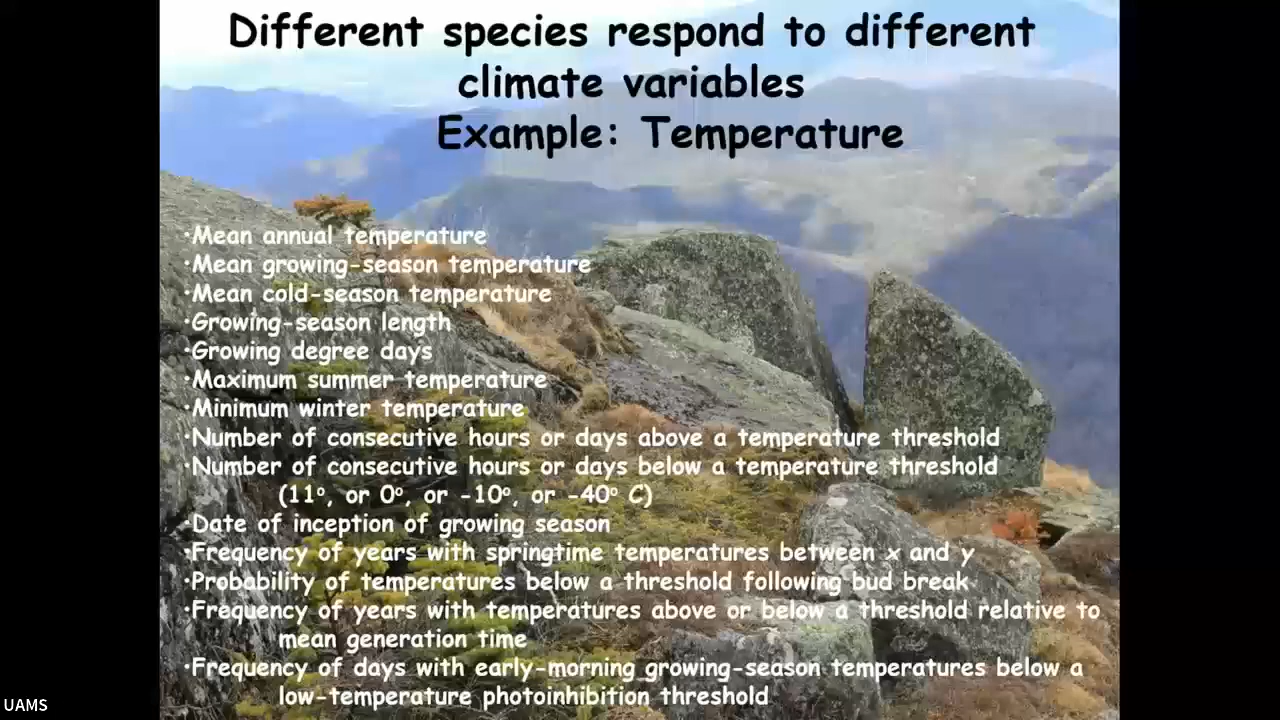 Different species respond to different
climate variables
Example: Temperature
·Mean annual temperature
·Mean growing-season temperature
·Mean cold-season temperature
·Growing-season length
·Growing degree days
·Maximum summer temperature
·Minimum winter temperature
·Number of consecutive hours or days above a temperature threshold
·Number of consecutive hours or days below a temperature threshold
(11°, or 0°, or -10°, or -40° C)
·Date of inception of growing season
·Frequency of years with springtime temperatures between x and y
·Probability of temperatures below a threshold following bud break
·Frequency of years with temperatures above or below a threshold relative to
mean generation time
·Frequency of days with early-morning growing-season temperatures below a
low-temperature photoinhibition threshold
UAMS